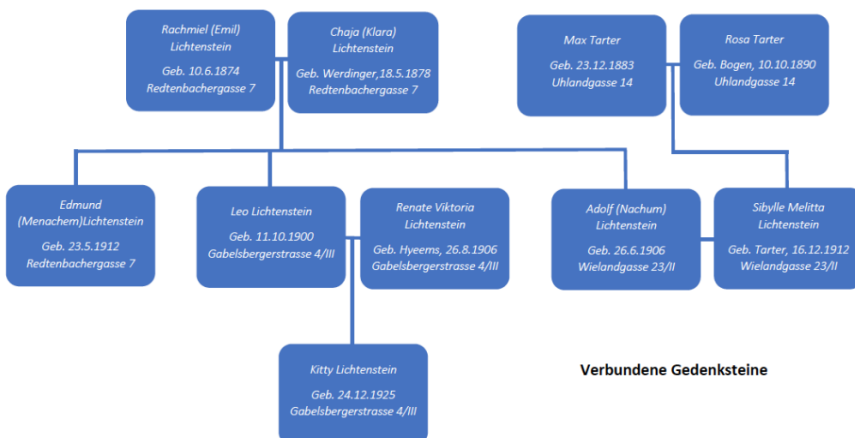 Rachmiel (Emil)
Lichtenstein
Geb. 10.6.1874
Redtenbachergasse 7
Chaja (Klara)
Lichtenstein
Geb. Werdinger,18.5.1878
Redtenbachergasse 7
Max Tarter
Geb. 23.12.1883
Uhlandgasse 14
Rosa Tarter
Geb. Bogen, 10.10.1890
Uhlandgasse 14
Edmund
(Menachem)Lichtenstein
Geb. 23.5.1912
Redtenbachergasse 7
Leo Lichtenstein
Geb. 11.10.1900
Gabelsbergerstrasse 4/III
Renate Viktoria
Lichtenstein
Geb. Hyeems, 26.8.1906
Gabelsbergerstrasse 4/III
Adolf (Nachum)
Lichtenstein
Geb. 26.6.1906
Wielandgasse 23/II
Sibylle Melitta
Lichtenstein
Geb. Tarter, 16.12.1912
Wielandgasse 23/II
Kitty Lichtenstein
Geb. 24.12.1925
Gabelsbergerstrasse 4/III
Verbundene Gedenksteine